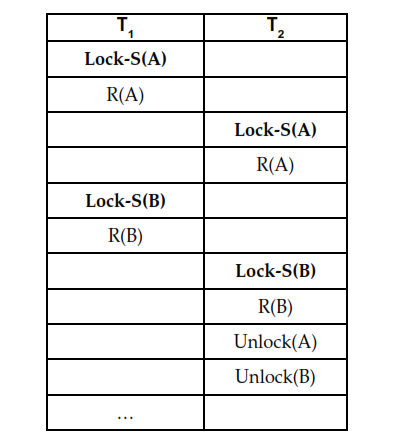 T1 T2
Lock-S(A)
R(A)
Lock-S(A)
R(A)
Lock-S(B)
R(B)
Lock-S(B)
R(B)
Unlock(A)
Unlock(B)
...